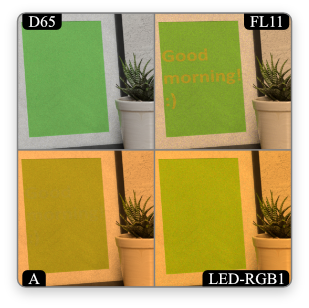 D65
FL11
Good
morning!
:)
A
LED-RGB1